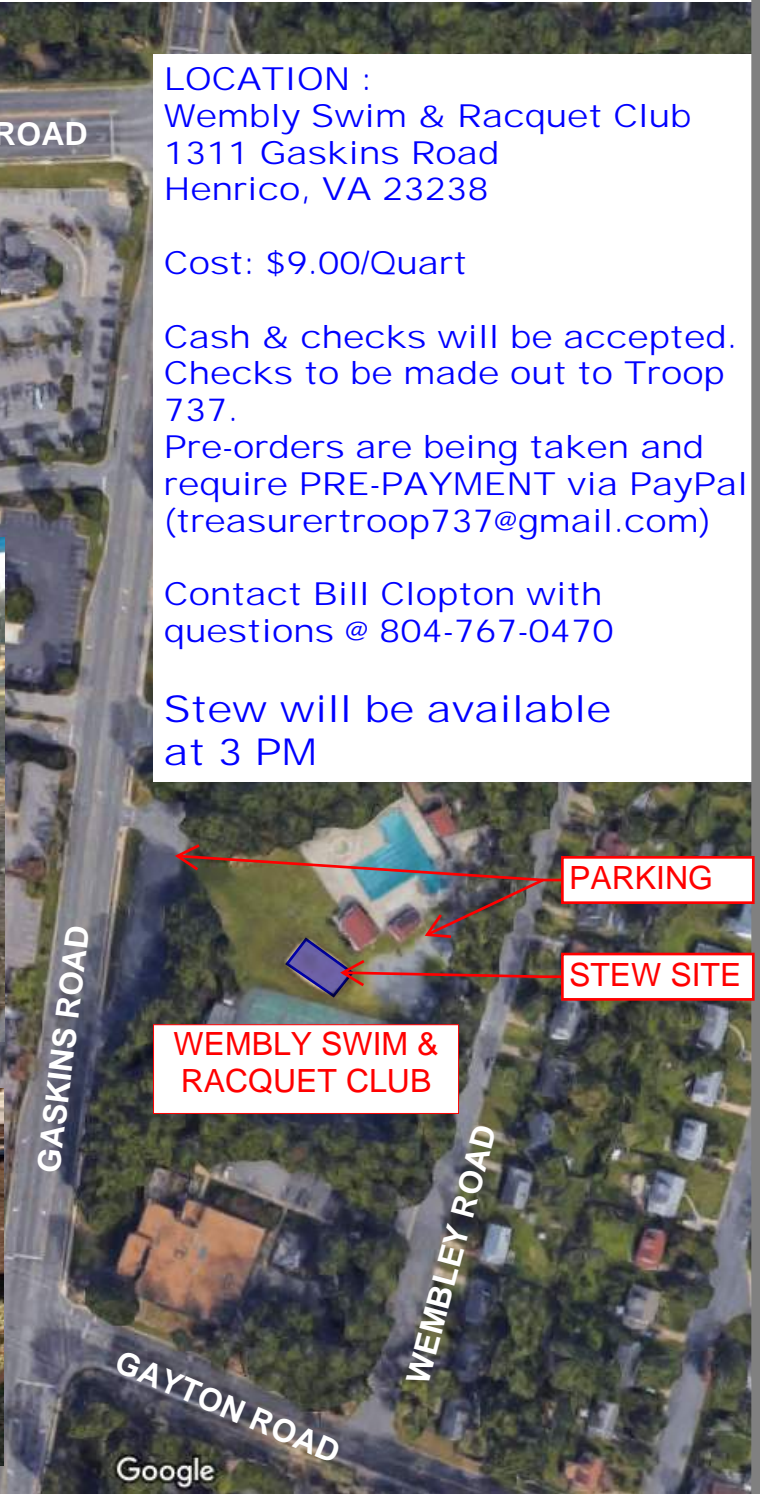 ROAD
LOCATION :
Wembly Swim & Racquet Club
1311 Gaskins Road
Henrico, VA 23238
Cost: $9.00/Quart
Cash & checks will be accepted.
Checks to be made out to Troop
737.
Pre-orders are being taken and
require PRE-PAYMENT via PayPal
(treasurertroop737@gmail.com)
Contact Bill Clopton with
questions @ 804-767-0470
Stew will be available
at 3 PM
PARKING
STEW SITE
WEMBLY SWIM &
RACQUET CLUB
GASKINS ROAD
WEMBLEY ROAD
GAYTON ROAD
Google